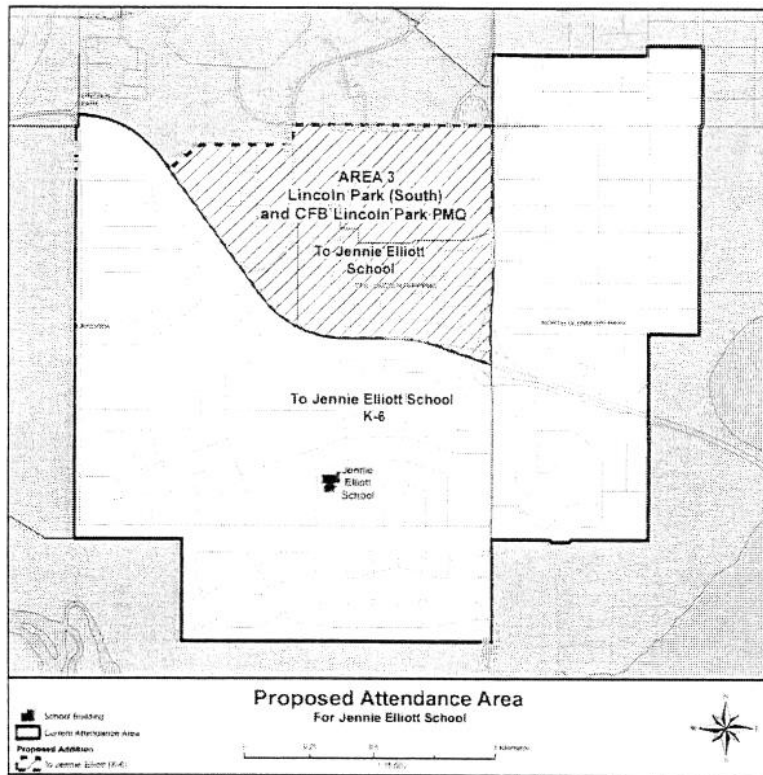 AREA 3
Lincoln Park (South)
and CFB Lincoln Park PMQ
To Jennie Elliott
School
To Jennie Elliott School
K-6
Jennie
Elliott
School
Proposed Attendance Area
For Jennie Elliott School
School Building
Current Attendance Area
Proposed Addition
To Jennie Elliott (K-6)
0.25